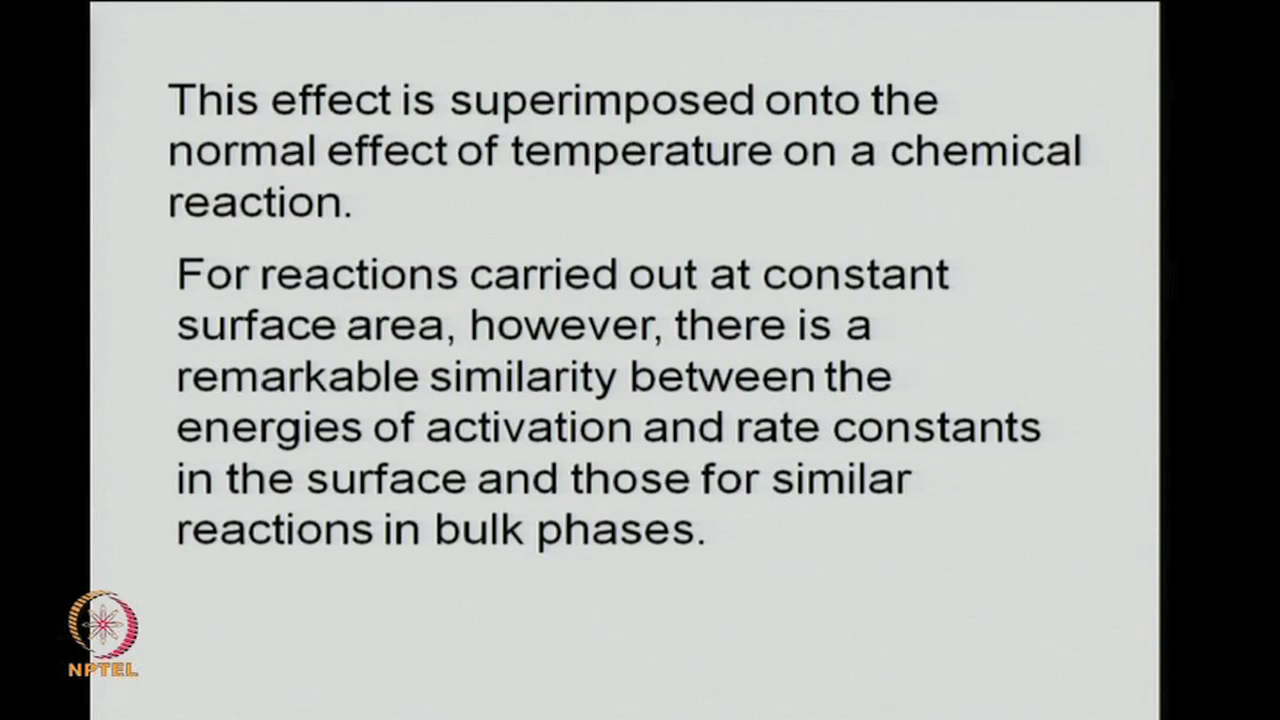 This effect is superimposed onto the
normal effect of temperature on a chemical
reaction.
For reactions carried out at constant
surface area, however, there is a
remarkable similarity between the
energies of activation and rate constants
in the surface and those for similar
reactions in bulk phases.
NPTEL